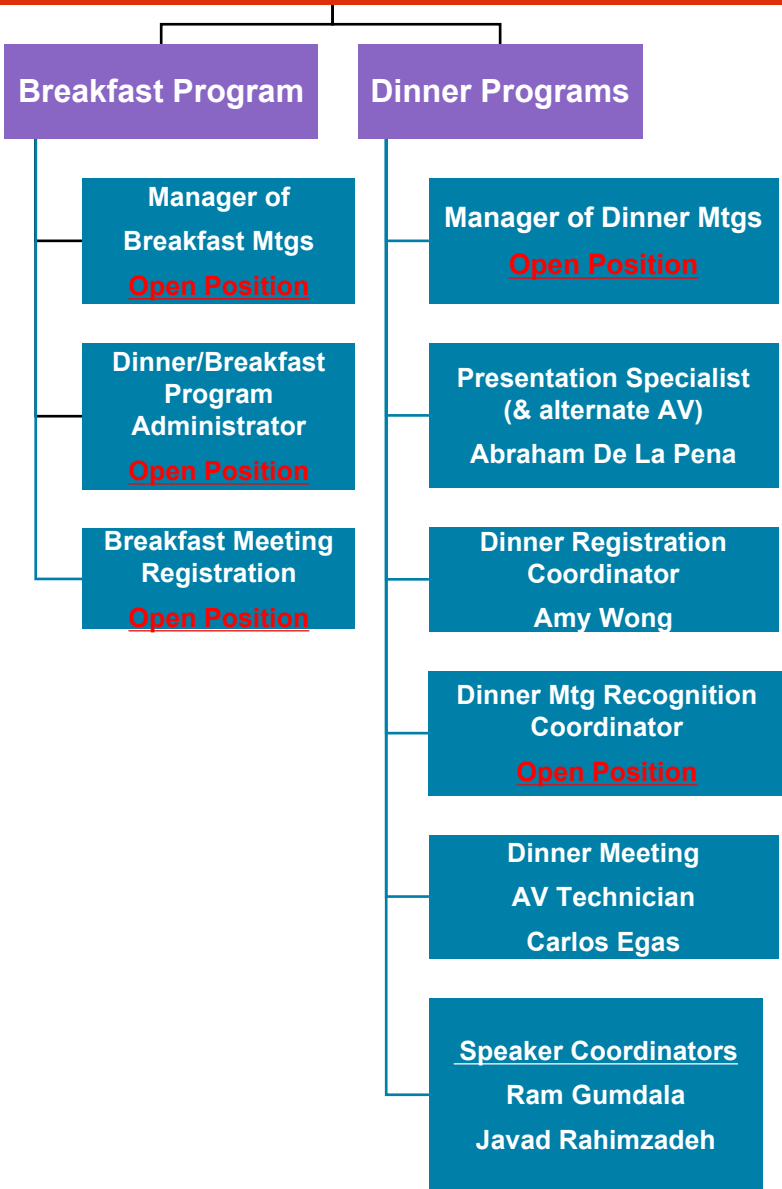 Breakfast Program
Manager of
Breakfast Mtgs
Open Position
Dinner/Breakfast
Program
Administrator
Open Position
Breakfast Meeting
Registration
Open Position
Dinner Programs
Manager of Dinner Mtgs
Open Position
Presentation Specialist
(& alternate AV)
Abraham De La Pena
Dinner Registration
Coordinator
Amy Wong
Dinner Mtg Recognition
Coordinator
Open Position
Dinner Meeting
AV Technician
Carlos Egas
Speaker Coordinators
Ram Gumdala
Javad Rahimzadeh